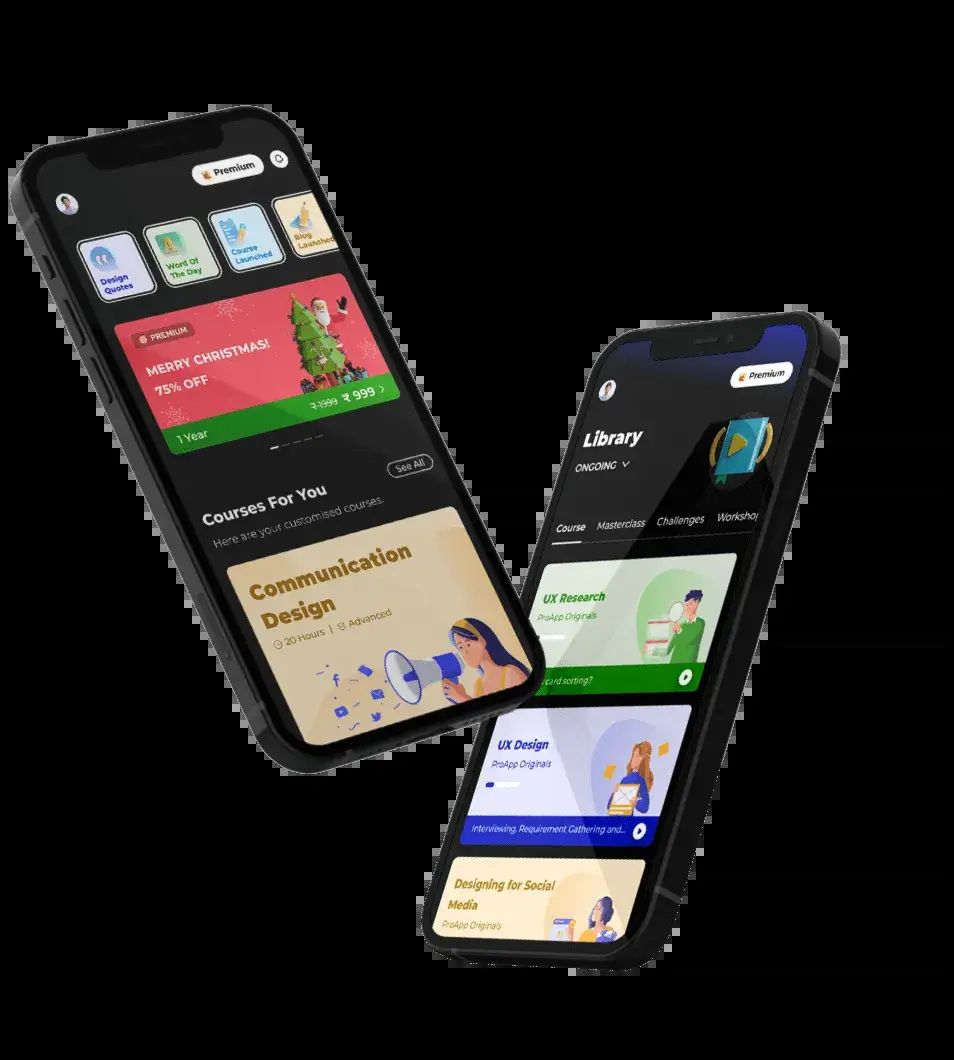 Premium
Design
Quotes
Word Of
The Day
Course
Launched
Blog
Launched
PREMIUM
MERRY CHRISTMAS!
75% OFF
1 Year
₹ 1999 ₹ 999 >
See All
Courses For You
Here are your customised courses.
Communication
Design
20 Hours | Advanced
Premium
Library
ONGOING
Course Masterclass Challenges Workshop
UX Research
ProApp Originals
card sorting?
UX Design
ProApp Originals
Interviewing, Requirement Gathering and...
Designing for Social
Media
ProApp Originals